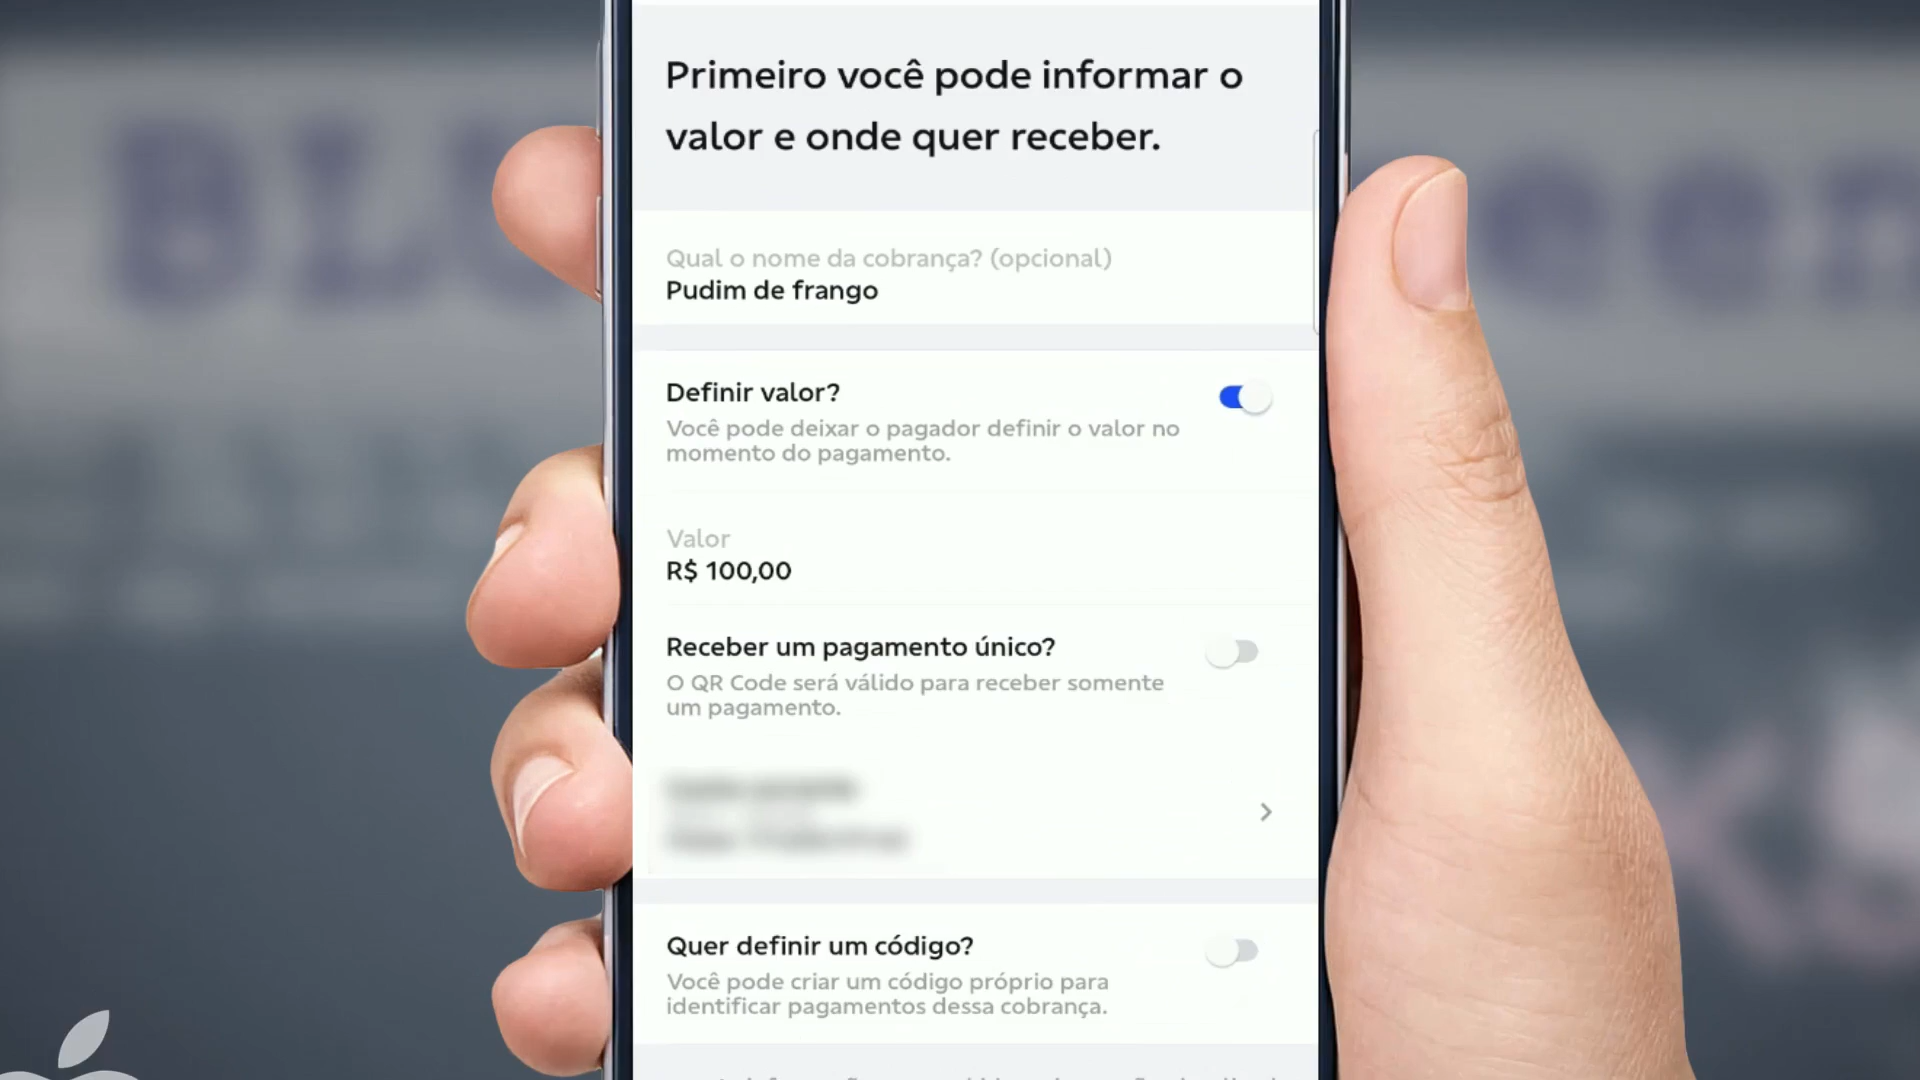 Primeiro você pode informar o
valor e onde quer receber.
Qual o nome da cobrança? (opcional)
Pudim de frango
Definir valor?
Você pode deixar o pagador definir o valor no
momento do pagamento.
Valor
R$ 100,00
Receber um pagamento único?
O QR Code será válido para receber somente
um pagamento.
Quer definir um código?
Você pode criar um código próprio para
identificar pagamentos dessa cobrança.